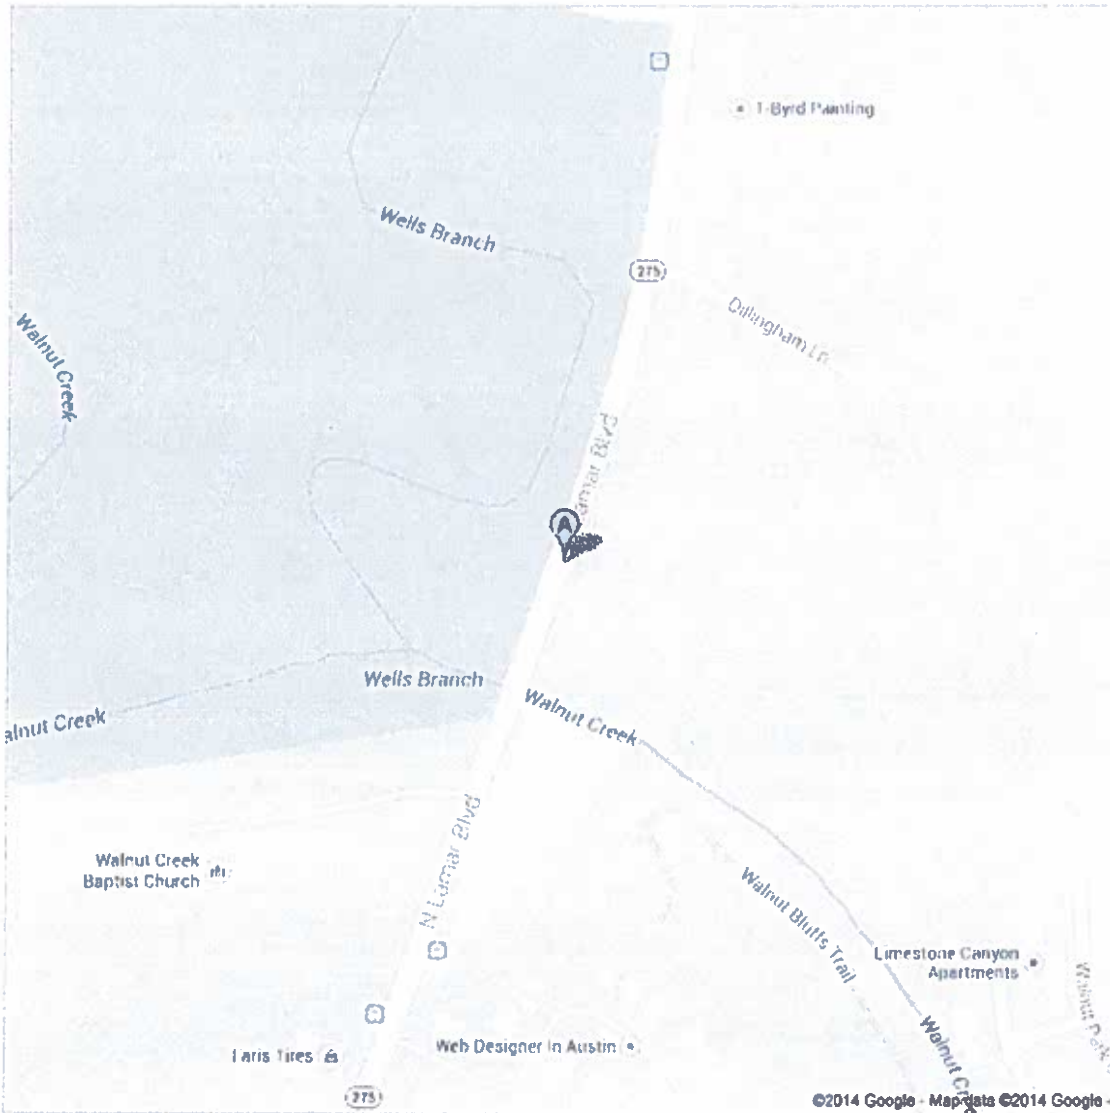 T-Byrd Painting
Wells Branch
275
Dillingham Ln
Walnut Creek
Lamar Blvd
A
Wells Branch
Walnut Creek
Walnut Creek
N Lamar Blvd
Walnut Creek
Baptist Church
Walnut Bluffs Trail
Limestone Canyon
Apartments
Walnut Park
Walnut
Web Designer In Austin
Faris Tires
275
©2014 Google - Map data ©2014 Google -